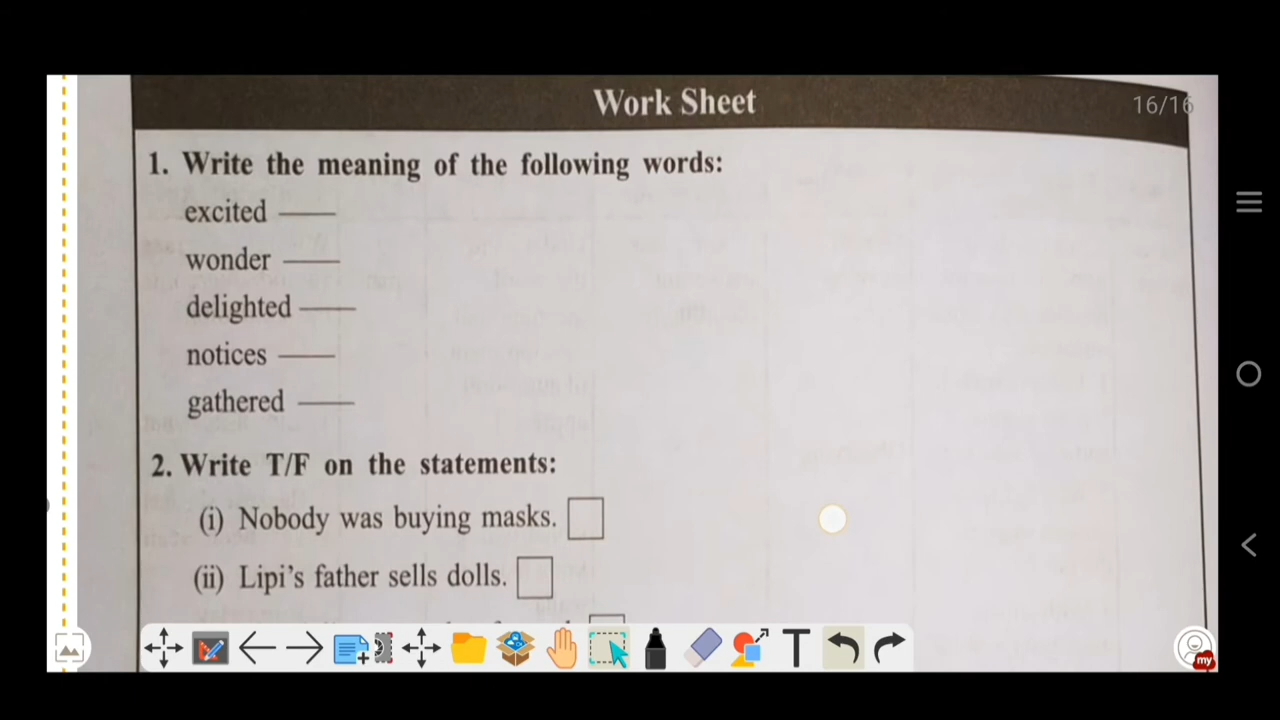 Work Sheet
16/16
1. Write the meaning of the following words:
excited
wonder
delighted
notices
gathered
2. Write T/F on the statements:
(i) Nobody was buying masks.
(ii) Lipi's father sells dolls.
T
my